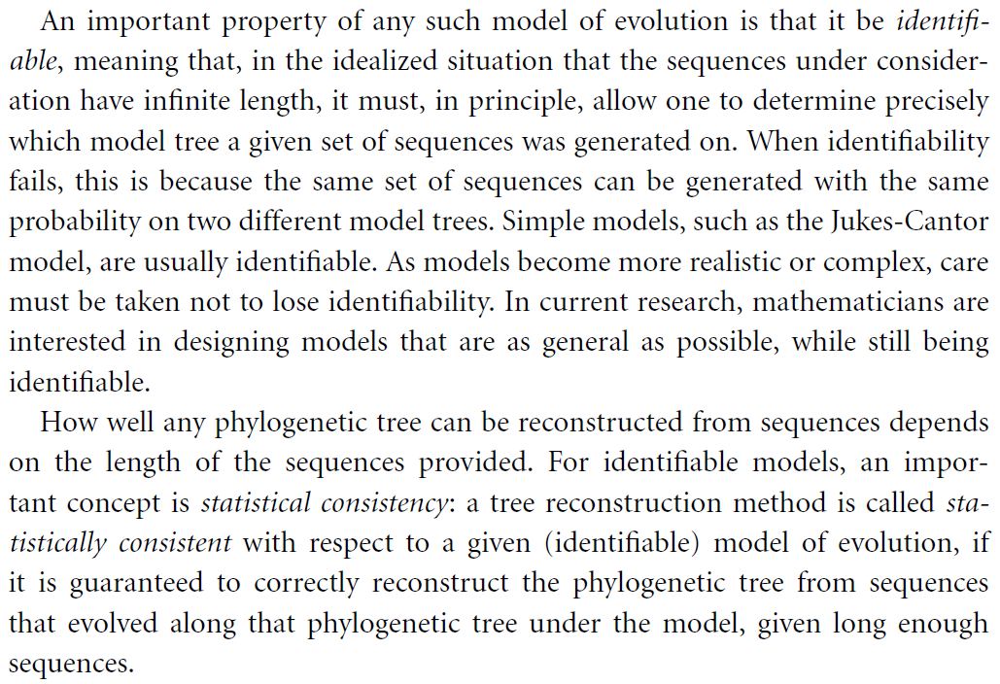 An important property of any such model of evolution is that it be identifi-
able, meaning that, in the idealized situation that the sequences under consider-
ation have infinite length, it must, in principle, allow one to determine precisely
which model tree a given set of sequences was generated on. When identifiability
fails, this is because the same set of sequences can be generated with the same
probability on two different model trees. Simple models, such as the Jukes-Cantor
model, are usually identifiable. As models become more realistic or complex, care
must be taken not to lose identifiability. In current research, mathematicians are
interested in designing models that are as general as possible, while still being
identifiable.
How well any phylogenetic tree can be reconstructed from sequences depends
on the length of the sequences provided. For identifiable models, an impor-
tant concept is statistical consistency: a tree reconstruction method is called sta-
tistically consistent with respect to a given (identifiable) model of evolution, if
it is guaranteed to correctly reconstruct the phylogenetic tree from sequences
that evolved along that phylogenetic tree under the model, given long enough
sequences.